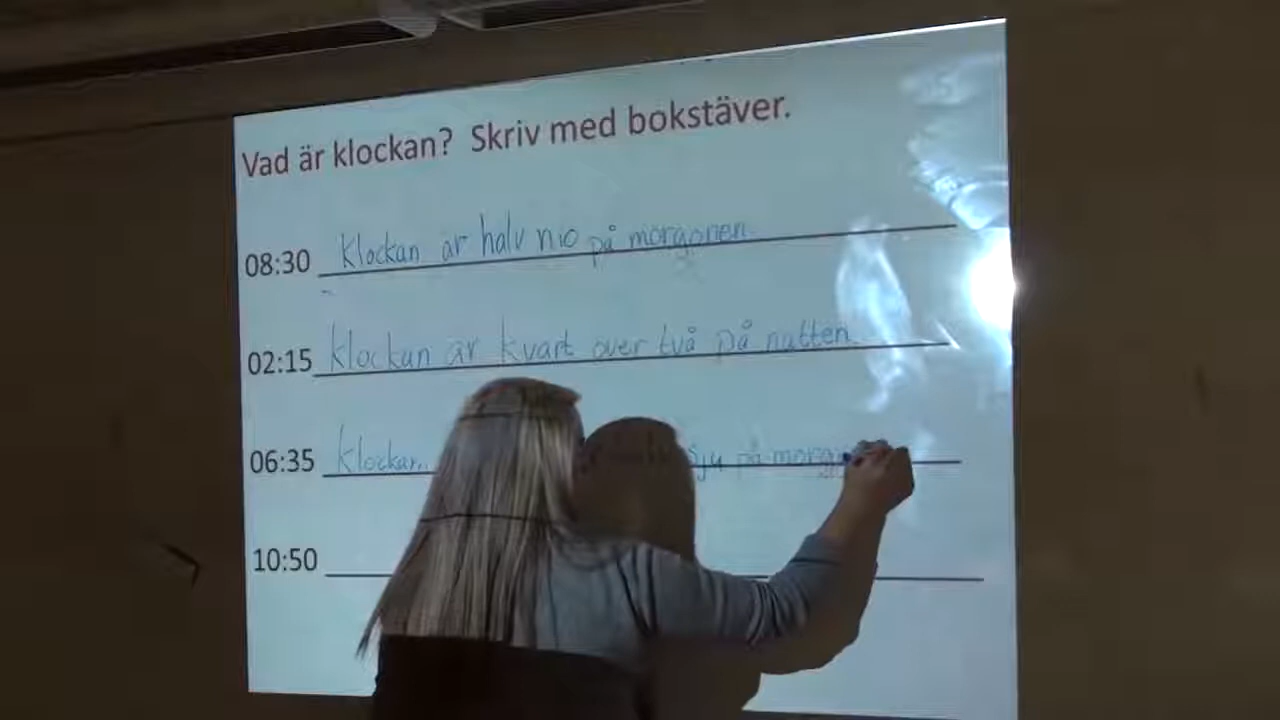 Vad är klockan? Skriv med bokstäver.
08:30 Klockan är halv nio på morgonen.
02:15 Klockan är kvart över två på natten.
06:35 Klockan sju på morg
10:50